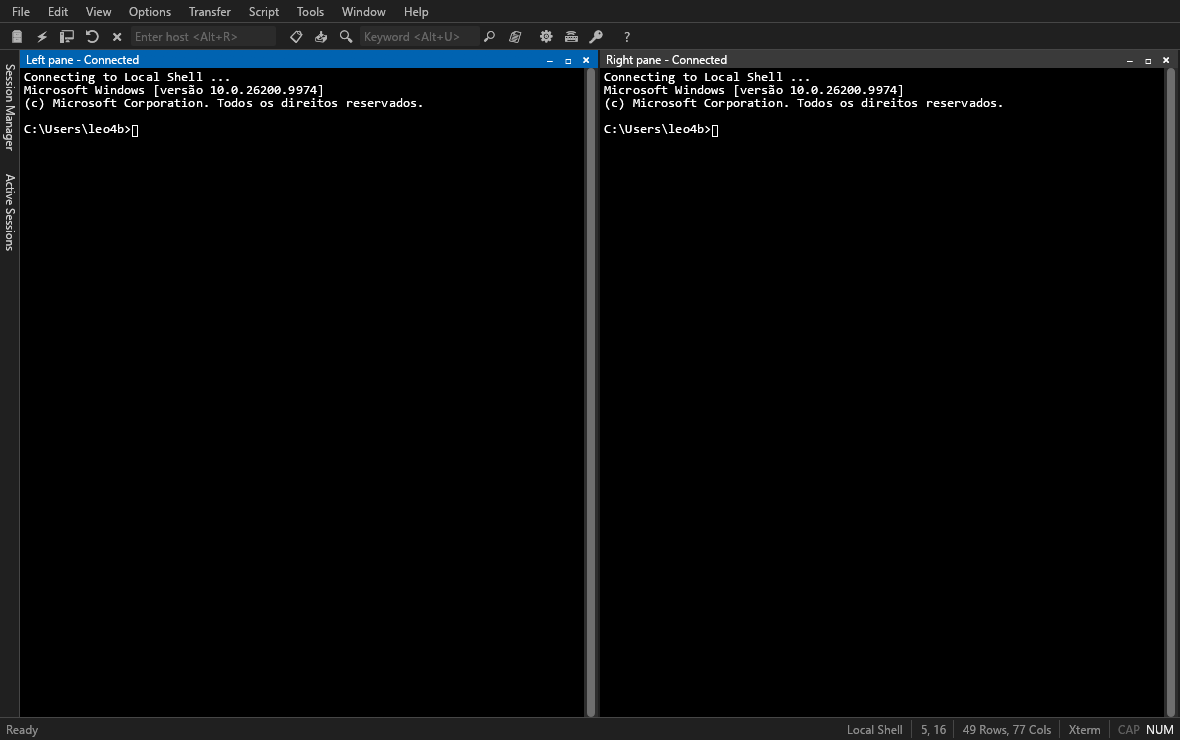 File Edit View Options Transfer Script Tools Window Help
Enter host <Alt+R> Keyword <Alt+U> ?
Session Manager
Active Sessions
Left pane - Connected
Connecting to Local Shell ...
Microsoft Windows [versão 10.0.26200.9974]
(c) Microsoft Corporation. Todos os direitos reservados.
C:\Users\leo4b>
Right pane - Connected
Connecting to Local Shell ...
Microsoft Windows [versão 10.0.26200.9974]
(c) Microsoft Corporation. Todos os direitos reservados.
C:\Users\leo4b>
Ready Local Shell 5, 16 49 Rows, 77 Cols Xterm CAP NUM